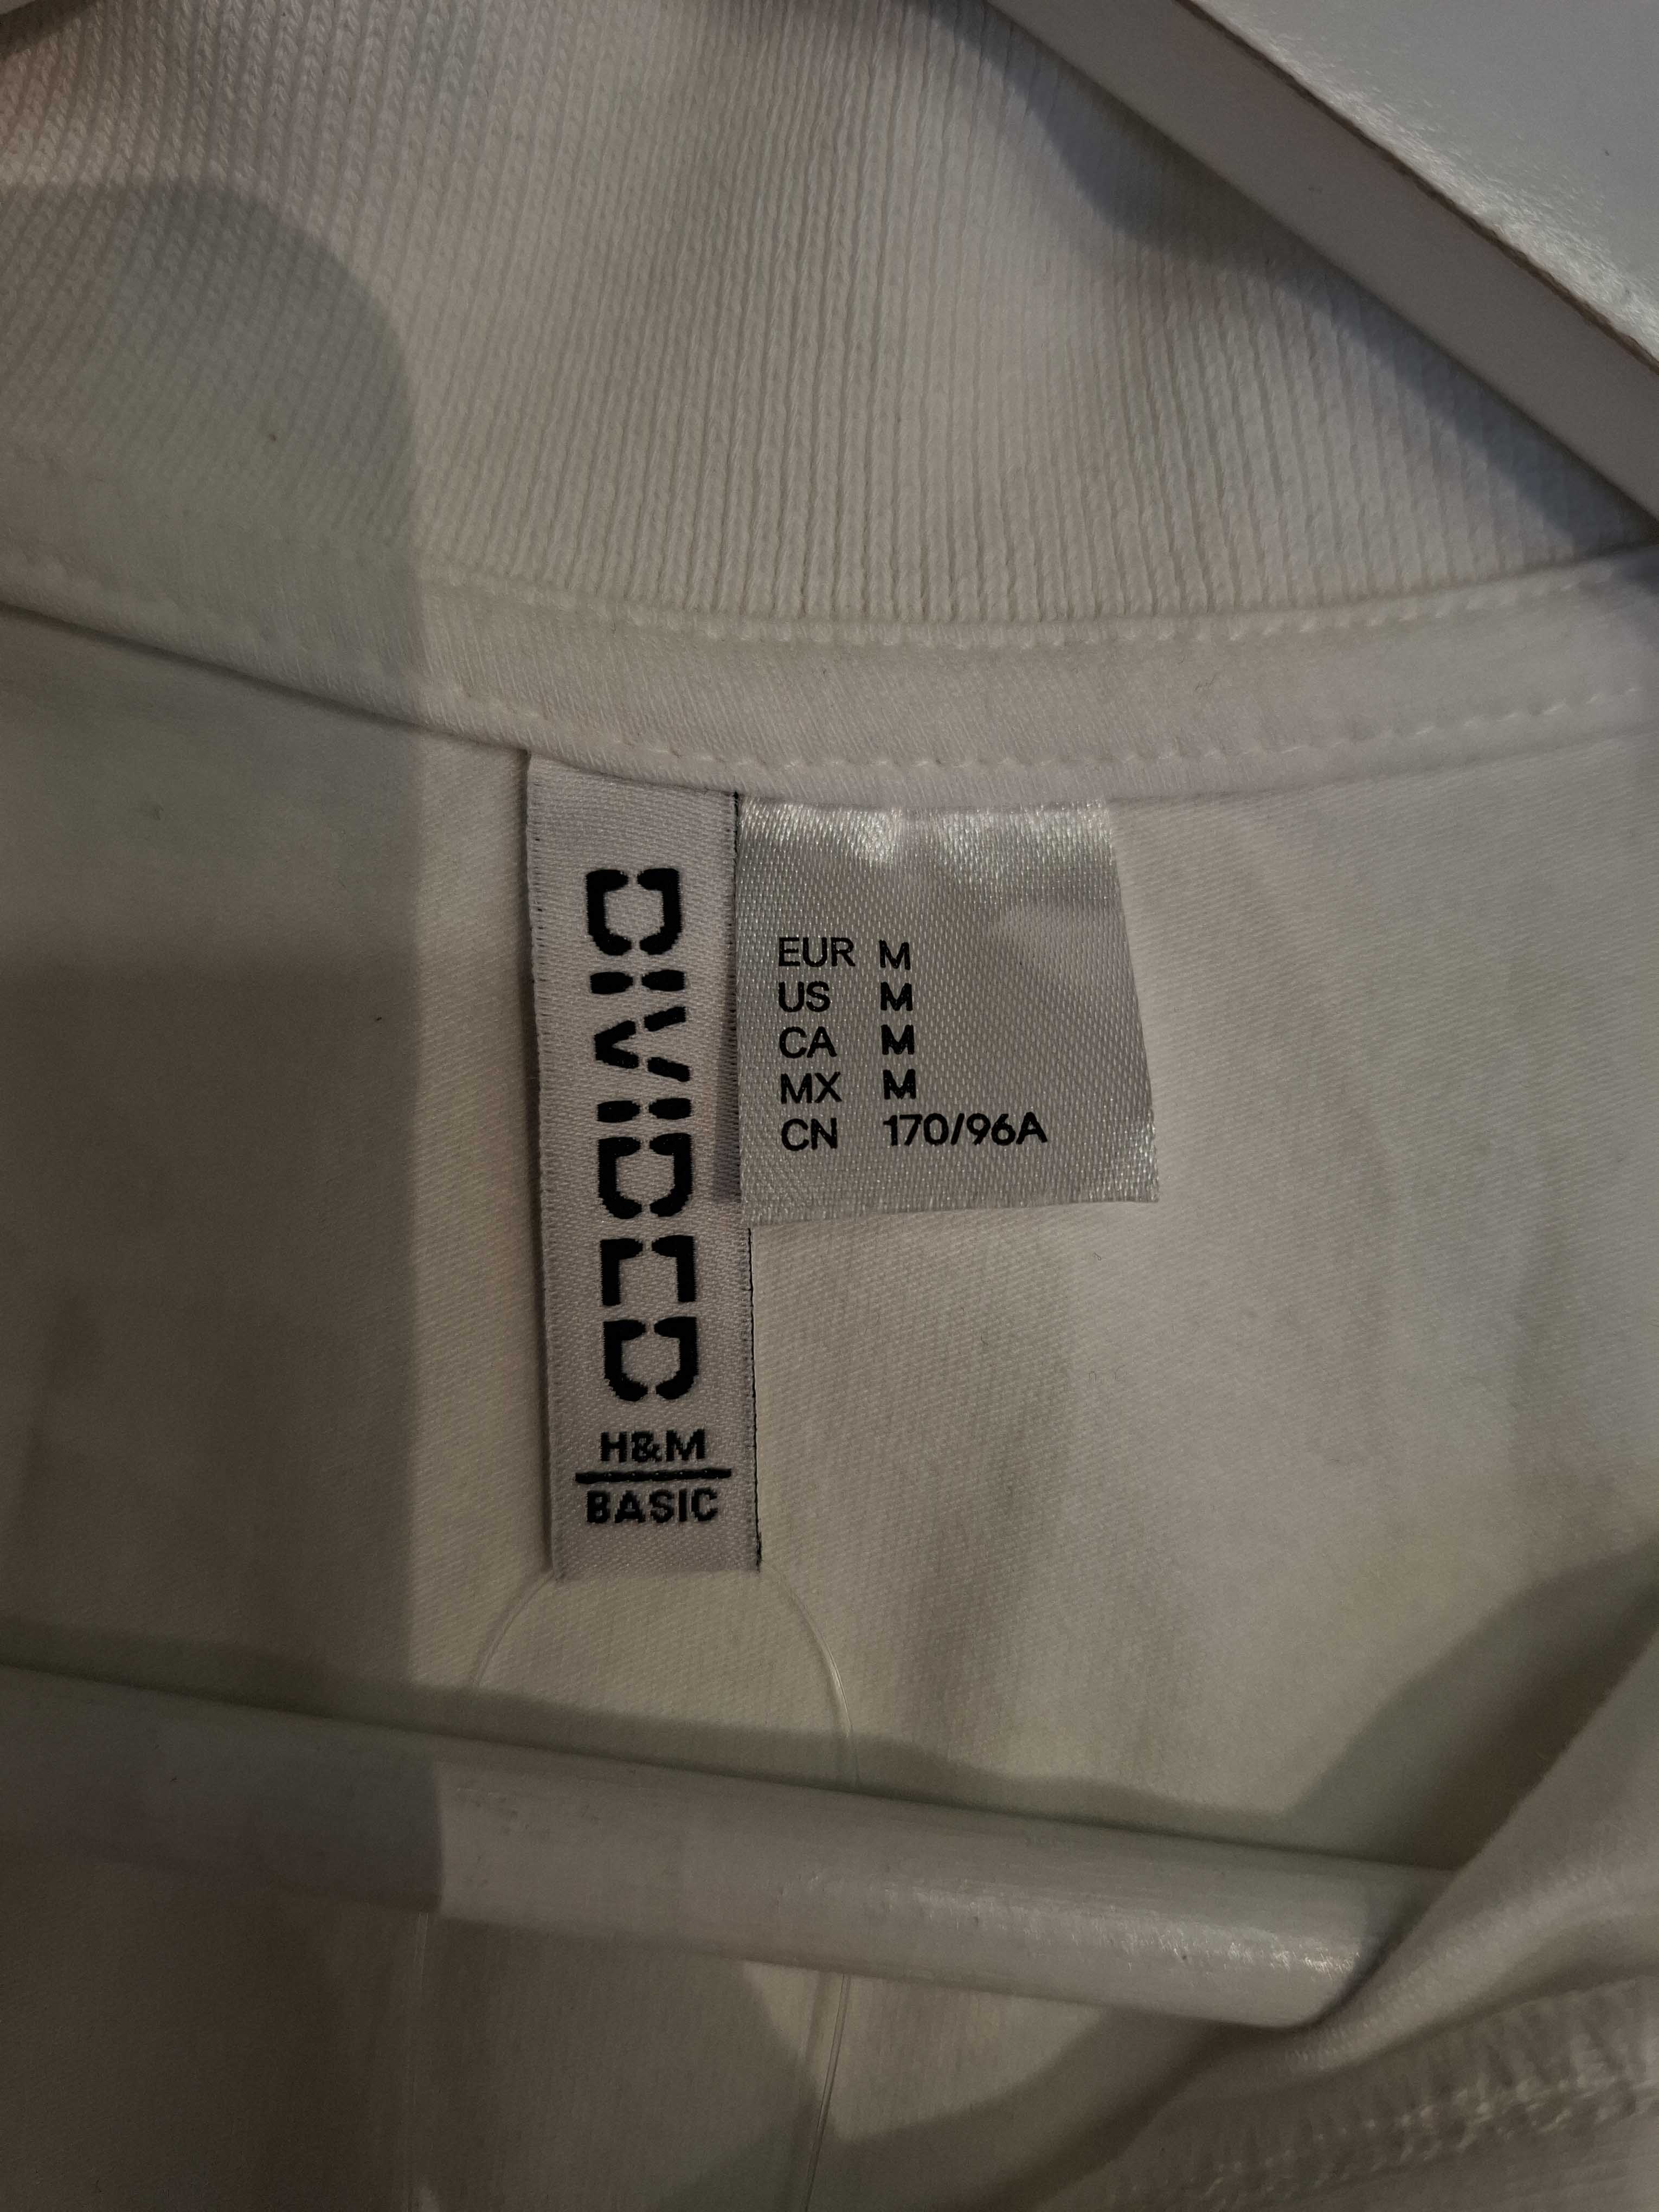 DIVIDED
H&M
BASIC
EUR M
US M
CA M
MX M
CN 170/96A